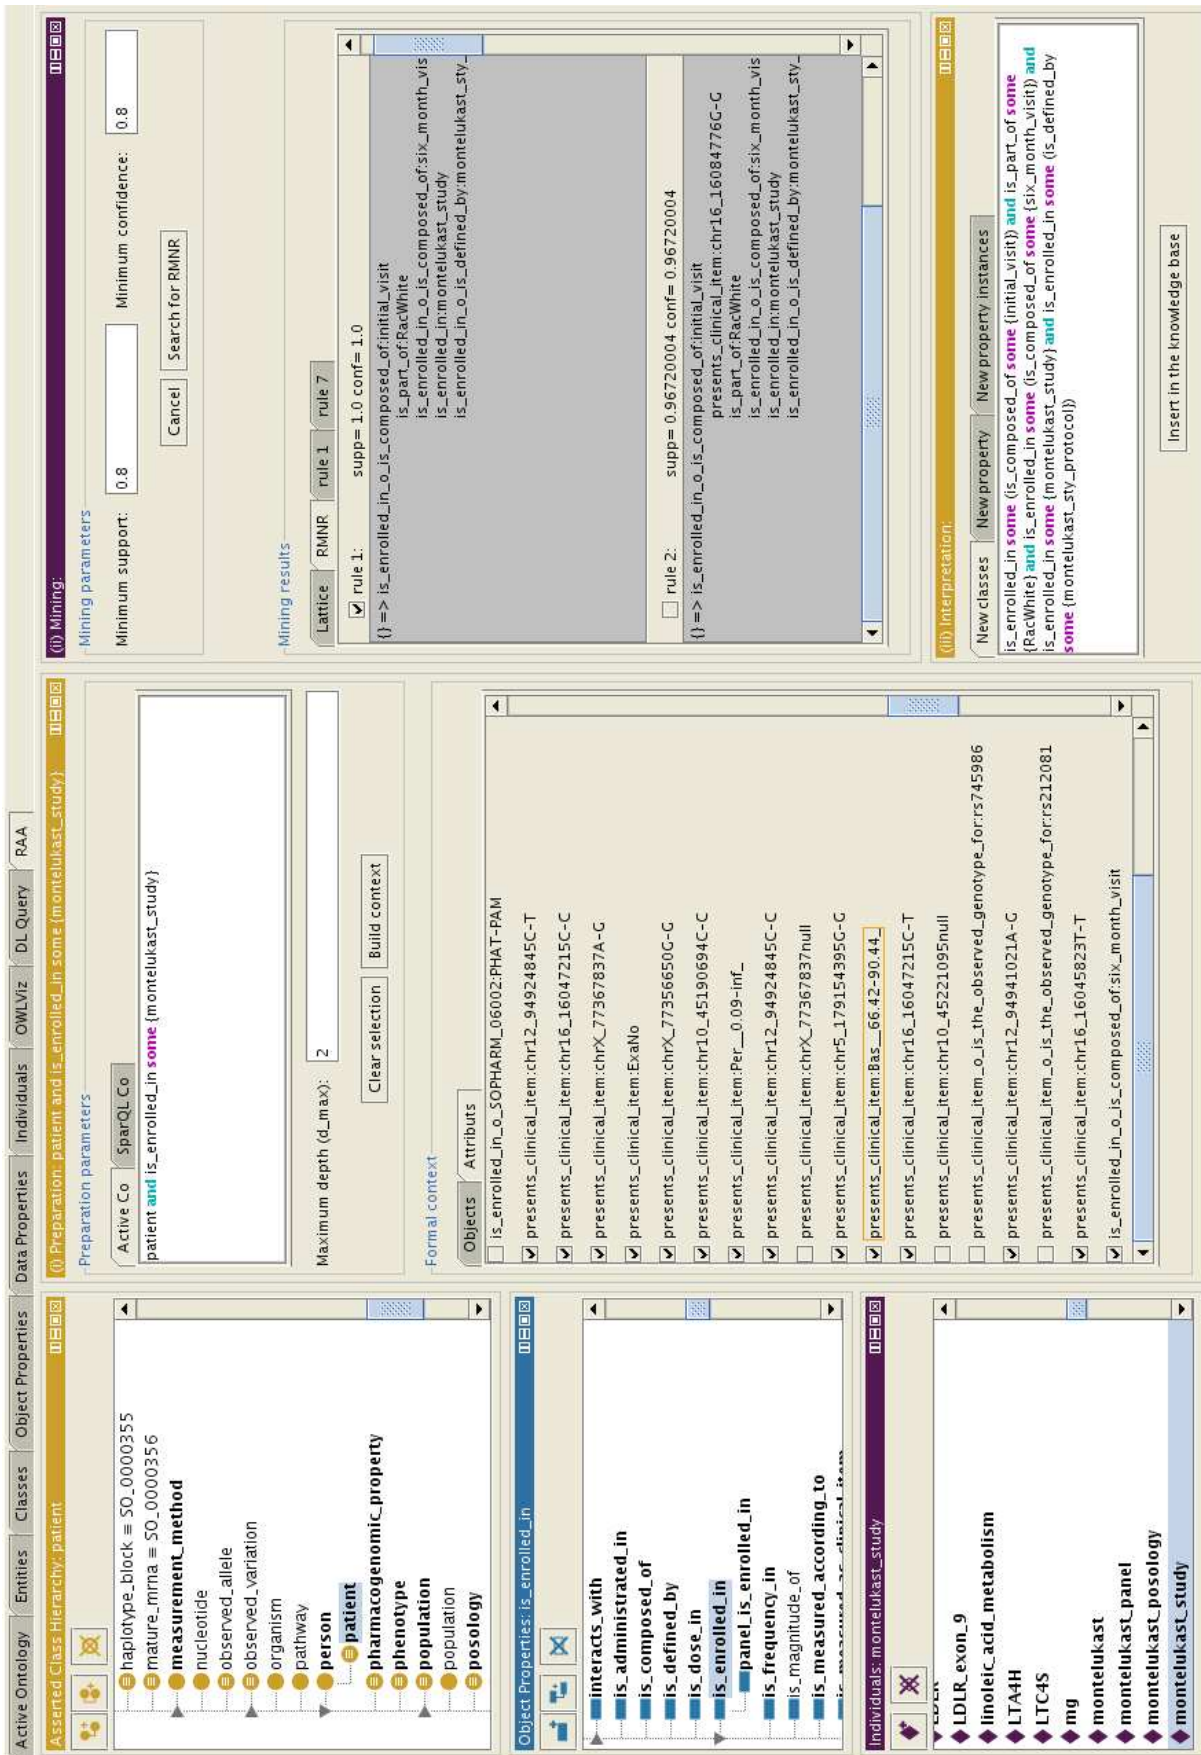 Active Ontology Entities Classes Object Properties Data Properties Individuals OWLViz DL Query RAA
Asserted Class Hierarchy: patient
haplotype_block ≡ SO_0000355
mature_mrna ≡ SO_0000356
measurement_method
nucleotide
observed_allele
observed_variation
organism
pathway
person
patient
pharmacogenomic_property
phenotype
population
population
posology
Object Properties: is_enrolled_in
interacts_with
is_administrated_in
is_composed_of
is_defined_by
is_dose_in
is_enrolled_in
panel_is_enrolled_in
is_frequency_in
is_magnitude_of
is_measured_according_to
is_measured_as_clinical_item
Individuals: montelukast_study
LDLR
LDLR_exon_9
linoleic_acid_metabolism
LTA4H
LTC4S
mg
montelukast
montelukast_panel
montelukast_posology
montelukast_study
(i) Preparation: patient and is_enrolled_in some {montelukast_study}
Preparation parameters
Active Co SparQL Co
patient and is_enrolled_in some {montelukast_study}
Maximum depth (d_max): 2
Clear selection Build context
Formal context
Objects Attributs
is_enrolled_in_o_SOPHARM_06002:PHAT-PAM
presents_clinical_item:chr12_94924845C-T
presents_clinical_item:chr16_16047215C-C
presents_clinical_item:chrX_77367837A-G
presents_clinical_item:ExaNo
presents_clinical_item:chrX_77356650G-G
presents_clinical_item:chr10_45190694C-C
presents_clinical_item:Per__0.09-inf_
presents_clinical_item:chr12_94924845C-C
presents_clinical_item:chrX_77367837null
presents_clinical_item:chr5_179154395G-G
presents_clinical_item:Bas__66.42-90.44_
presents_clinical_item:chr16_16047215C-T
presents_clinical_item:chr10_45221095null
presents_clinical_item_o_is_the_observed_genotype_for:rs745986
presents_clinical_item:chr12_94941021A-G
presents_clinical_item_o_is_the_observed_genotype_for:rs212081
presents_clinical_item:chr16_16045823T-T
is_enrolled_in_o_is_composed_of:six_month_visit
(ii) Mining:
Mining parameters
Minimum support: 0.8 Minimum confidence: 0.8
Cancel Search for RMNR
Mining results
Lattice RMNR rule 1 rule 7
rule 1: supp= 1.0 conf= 1.0
{} => is_enrolled_in_o_is_composed_of:initial_visit
is_part_of:RacWhite
is_enrolled_in_o_is_composed_of:six_month_vis
is_enrolled_in:montelukast_study
is_enrolled_in_o_is_defined_by:montelukast_sty_
rule 2: supp= 0.96720004 conf= 0.96720004
{} => is_enrolled_in_o_is_composed_of:initial_visit
presents_clinical_item:chr16_16084776G-G
is_part_of:RacWhite
is_enrolled_in_o_is_composed_of:six_month_vis
is_enrolled_in:montelukast_study
is_enrolled_in_o_is_defined_by:montelukast_sty_
(iii) Interpretation:
New classes New property New property instances
is_enrolled_in some (is_composed_of some {initial_visit}) and is_part_of some
{RacWhite} and is_enrolled_in some (is_composed_of some {six_month_visit}) and
is_enrolled_in some {montelukast_study} and is_enrolled_in some (is_defined_by
some {montelukast_sty_protocol})
Insert in the knowledge base